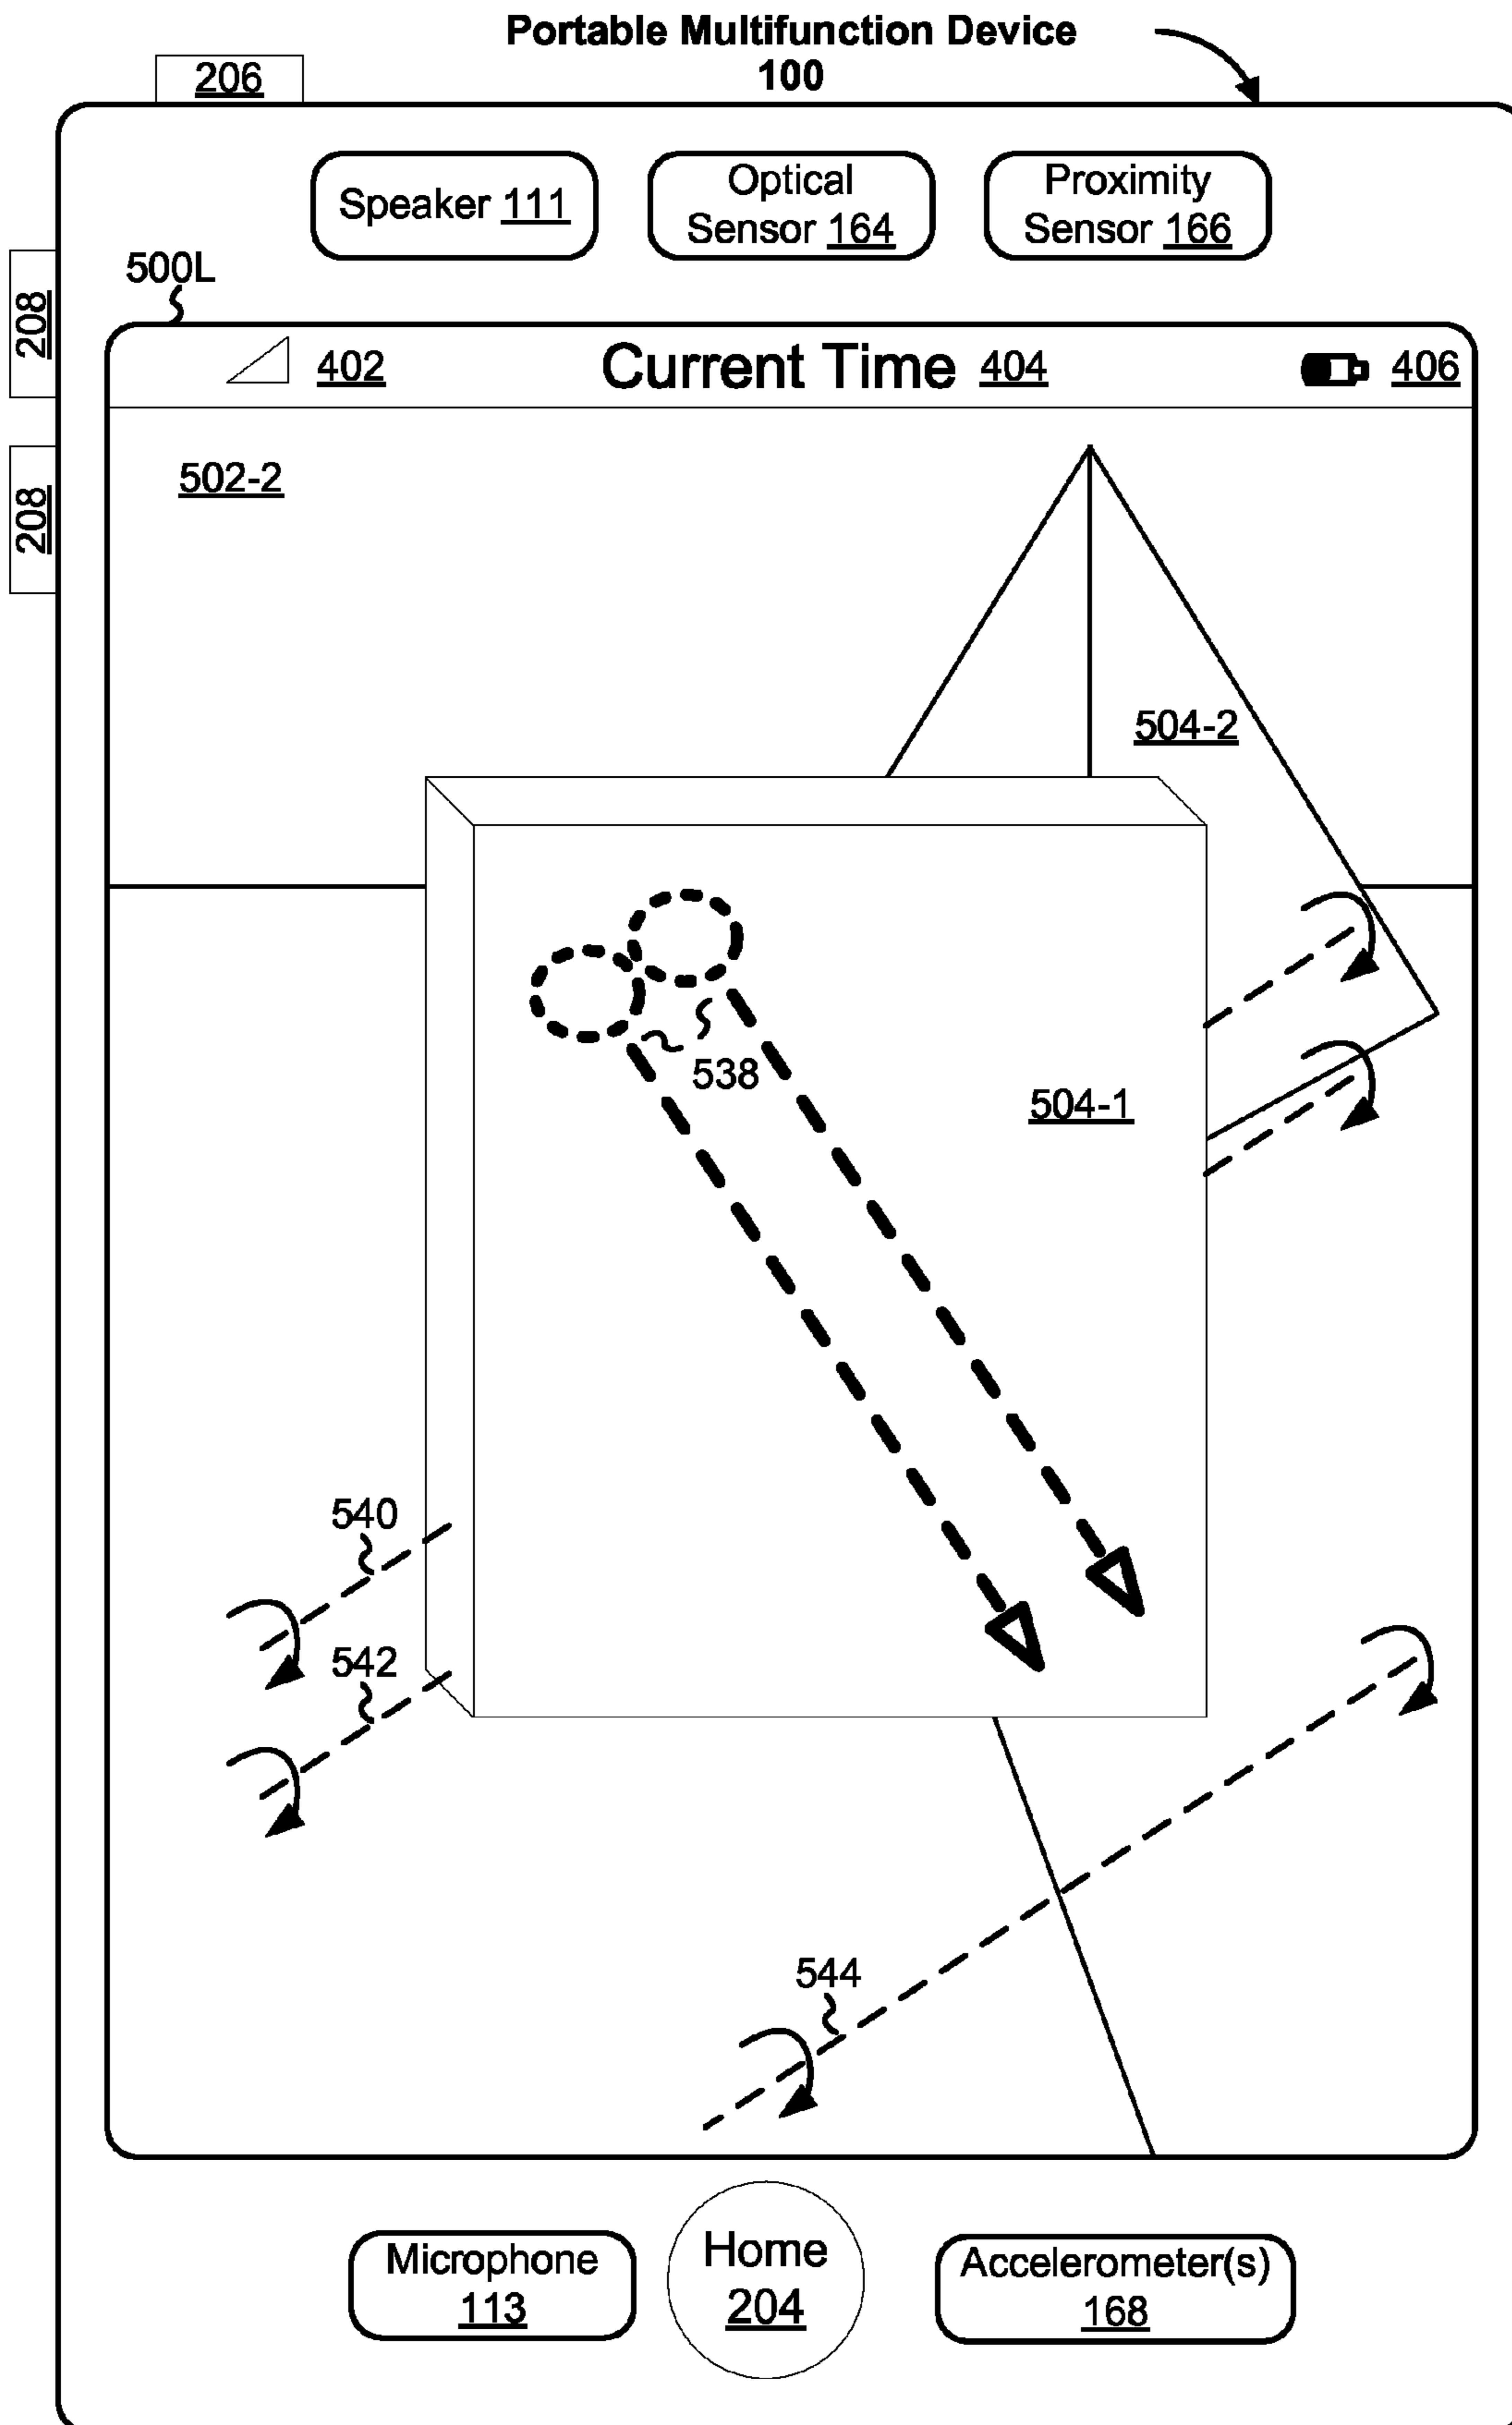 Portable Multifunction Device
100
206
Speaker 111
Optical
Sensor 164
Proximity
Sensor 166
208
500L
402
Current Time 404
406
208
502-2
504-2
538
504-1
540
542
544
Microphone
113
Home
204
Accelerometer(s)
168